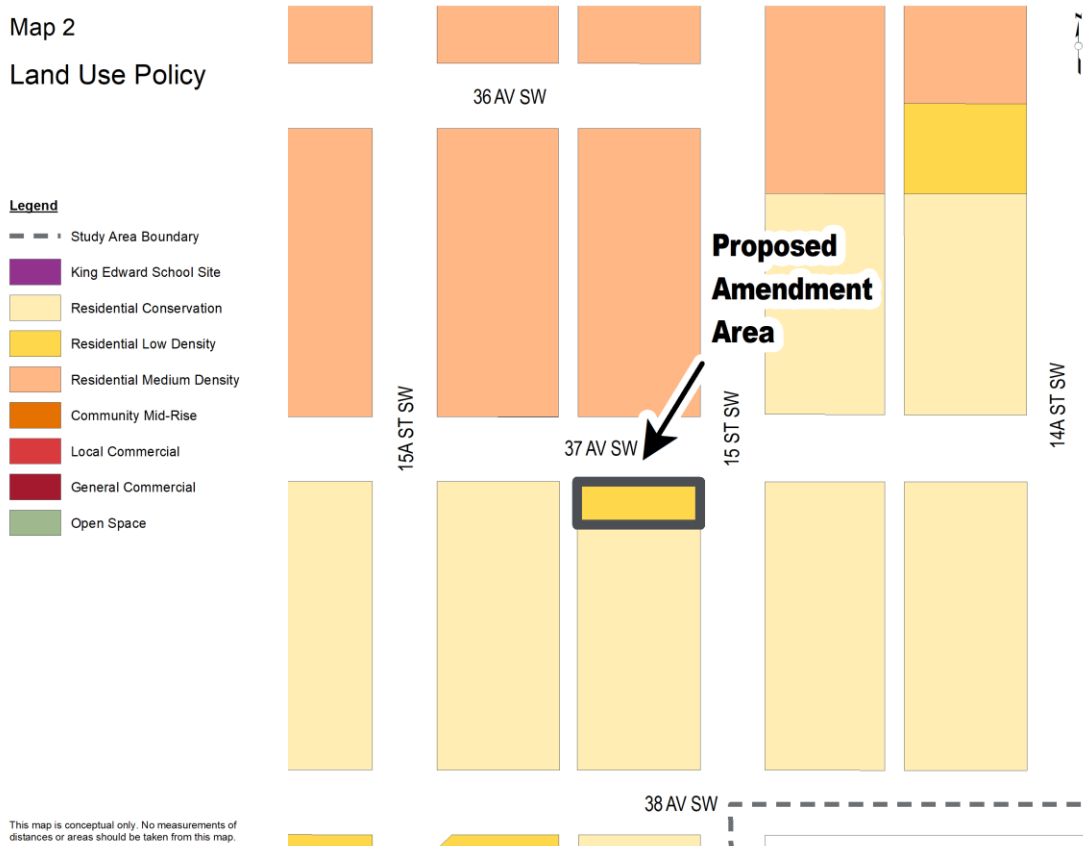 Map 2
Land Use Policy
Legend
Study Area Boundary
King Edward School Site
Residential Conservation
Residential Low Density
Residential Medium Density
Community Mid-Rise
Local Commercial
General Commercial
Open Space
This map is conceptual only. No measurements of
distances or areas should be taken from this map.
36 AV SW
Proposed
Amendment
Area
15A ST SW
37 AV SW
15 ST SW
14A ST SW
38 AV SW
N